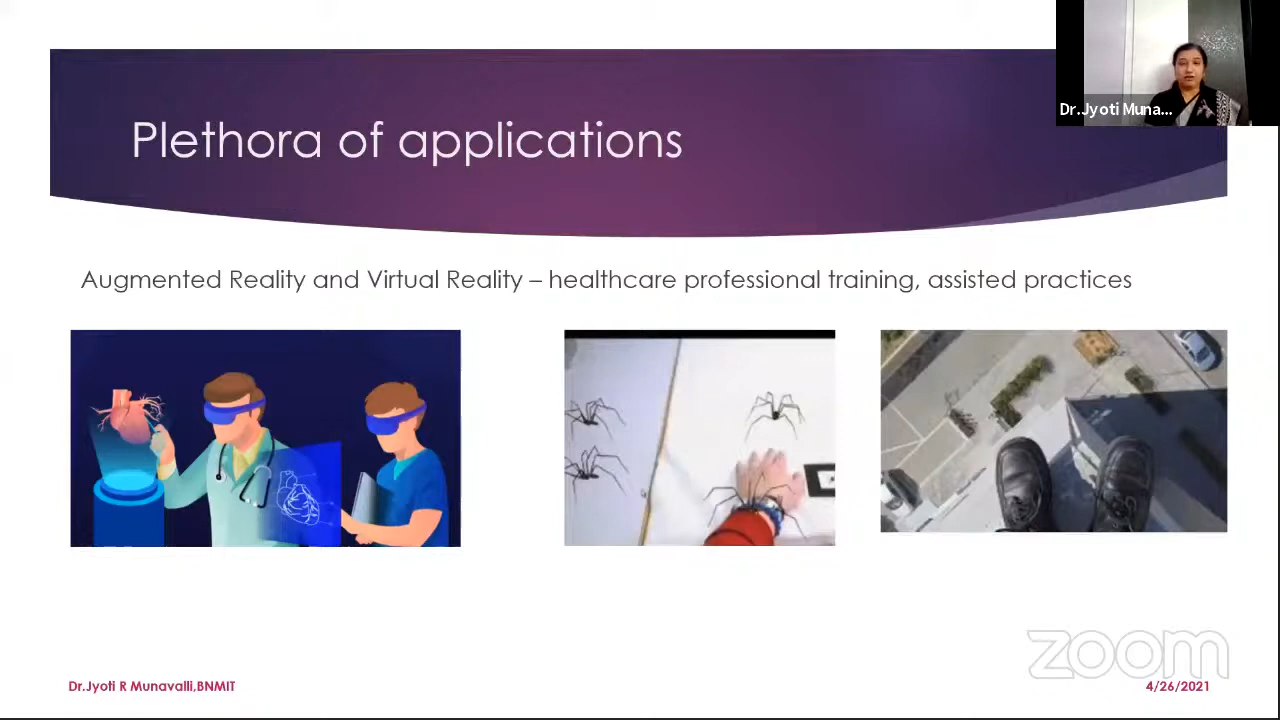 Dr.Jyoti Muna...
Plethora of applications
Augmented Reality and Virtual Reality – healthcare professional training, assisted practices
zoom
Dr.Jyoti R Munavalli,BNMIT
4/26/2021